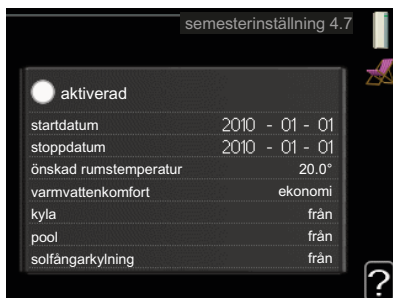 semesterinställning 4.7
aktiverad
startdatum 2010 - 01 - 01
stoppdatum 2010 - 01 - 01
önskad rumstemperatur 20.0°
varmvattenkomfort ekonomi
kyla från
pool från
solfångarkylning från
?